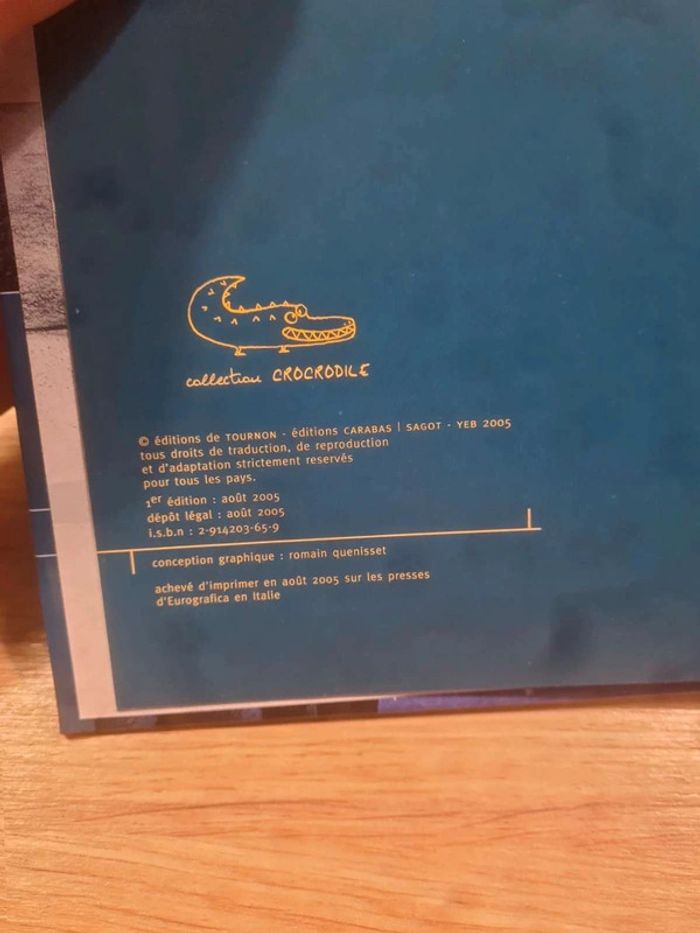 collection CROCRODILE
© éditions de TOURNON - éditions CARABAS | SAGOT - YEB 2005
tous droits de traduction, de reproduction
et d'adaptation strictement reservés
pour tous les pays.
1er édition : août 2005
dépôt légal : août 2005
i.s.b.n : 2-914203-65-9
conception graphique : romain quenisset
achevé d'imprimer en août 2005 sur les presses
d'Eurografica en Italie